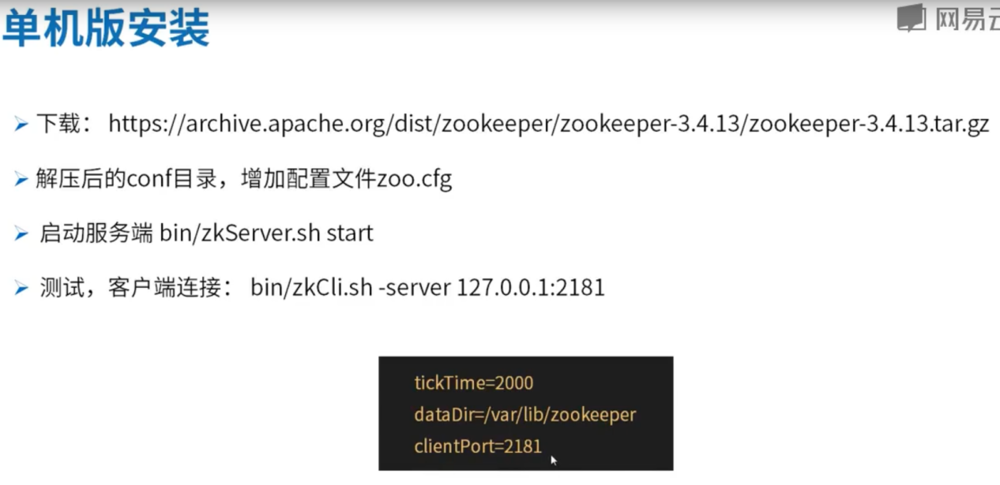 单机版安装
网易云
下载： https://archive.apache.org/dist/zookeeper/zookeeper-3.4.13/zookeeper-3.4.13.tar.gz
解压后的conf目录，增加配置文件zoo.cfg
启动服务端 bin/zkServer.sh start
测试，客户端连接： bin/zkCli.sh -server 127.0.0.1:2181
tickTime=2000
dataDir=/var/lib/zookeeper
clientPort=2181